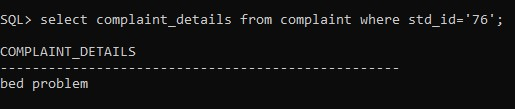 SQL> select complaint_details from complaint where std_id='76';
COMPLAINT_DETAILS
--------------------------------------------------
bed problem